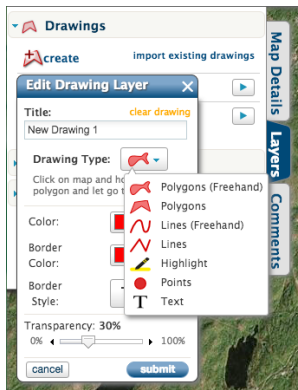 Drawings
create
import existing drawings
Edit Drawing Layer
Title:
clear drawing
New Drawing 1
Drawing Type:
Click on map and ho
polygon and let go t
Polygons (Freehand)
Polygons
Lines (Freehand)
Lines
Highlight
Points
Text
Color:
Border
Color:
Border
Style:
Transparency: 30%
0%
100%
cancel
submit
Map Details
Layers
Comments